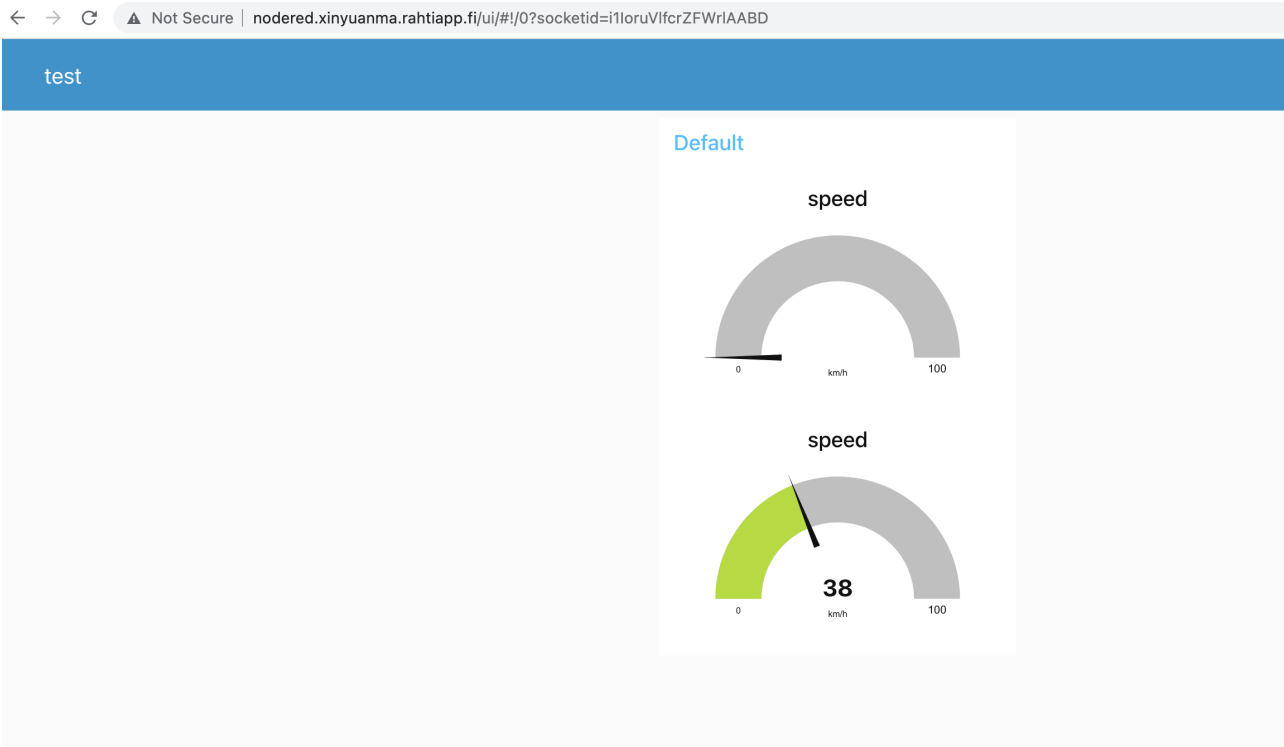 Not Secure | nodered.xinyuanma.rahtiapp.fi/ui/#!/0?socketid=i1IoruVlfcrZFWrlAABD
test
Default
speed
0 km/h 100
speed
38
0 km/h 100